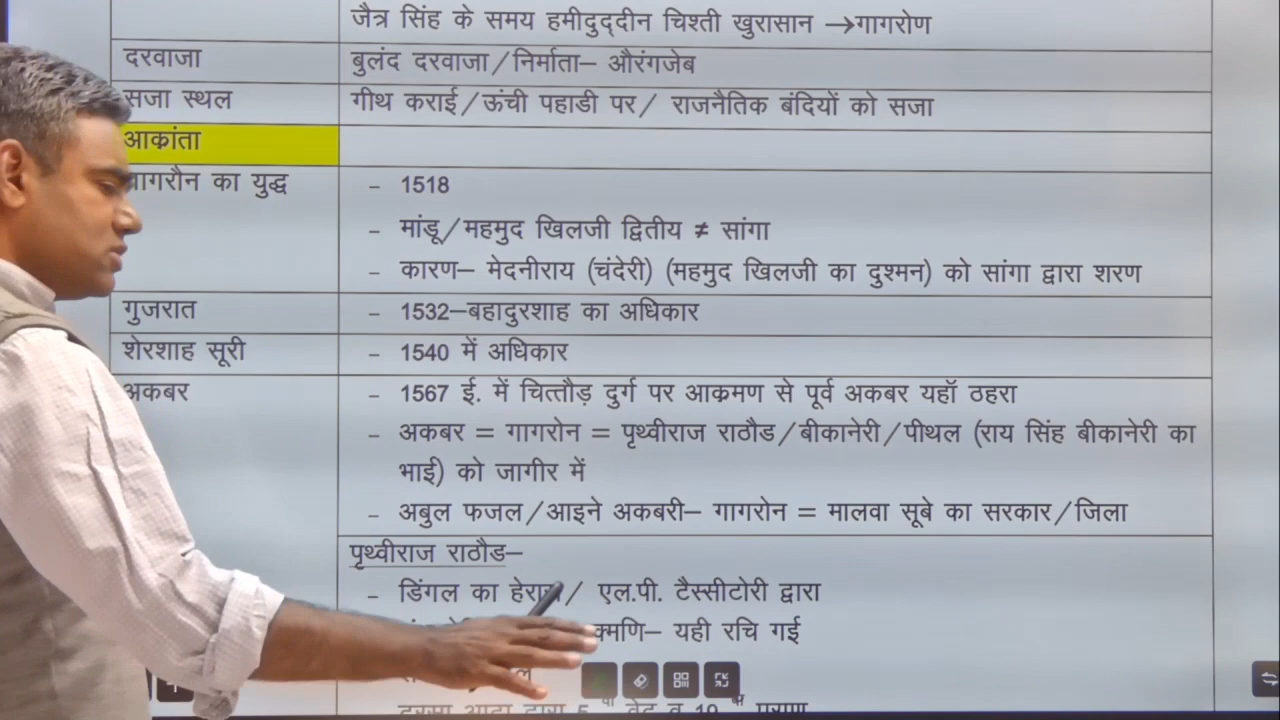 जैत्र सिंह के समय हमीदुद्दीन चिश्ती खुरासान →गागरोण
दरवाजा बुलंद दरवाजा/निर्माता– औरंगजेब
सजा स्थल गीथ कराई/ऊंची पहाडी पर/ राजनैतिक बंदियों को सजा
आक्रांता
गागरौन का युद्ध – 1518
– मांडू/महमुद खिलजी द्वितीय ≠ सांगा
– कारण– मेदनीराय (चंदेरी) (महमुद खिलजी का दुश्मन) को सांगा द्वारा शरण
गुजरात – 1532–बहादुरशाह का अधिकार
शेरशाह सूरी – 1540 में अधिकार
अकबर – 1567 ई. में चित्तौड़ दुर्ग पर आक्रमण से पूर्व अकबर यहॉ ठहरा
– अकबर = गागरोन = पृथ्वीराज राठौड/बीकानेरी/पीथल (राय सिंह बीकानेरी का
भाई) को जागीर में
– अबुल फजल/आइने अकबरी– गागरोन = मालवा सूबे का सरकार/जिला
पृथ्वीराज राठौड–
– डिंगल का / एल.पी. टैस्सीटोरी द्वारा
यही रचि गई